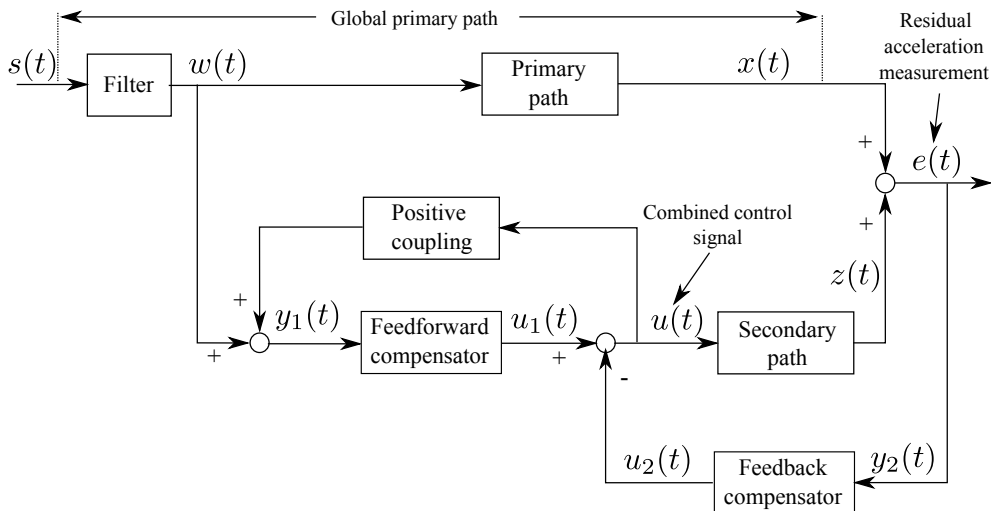 Global primary path
Residual
acceleration
measurement
s(t)
Filter
w(t)
Primary
path
x(t)
+
e(t)
+
Positive
coupling
Combined control
signal
z(t)
+
y₁(t)
+
Feedforward
compensator
u₁(t)
+
u(t)
Secondary
path
-
u₂(t)
Feedback
compensator
y₂(t)